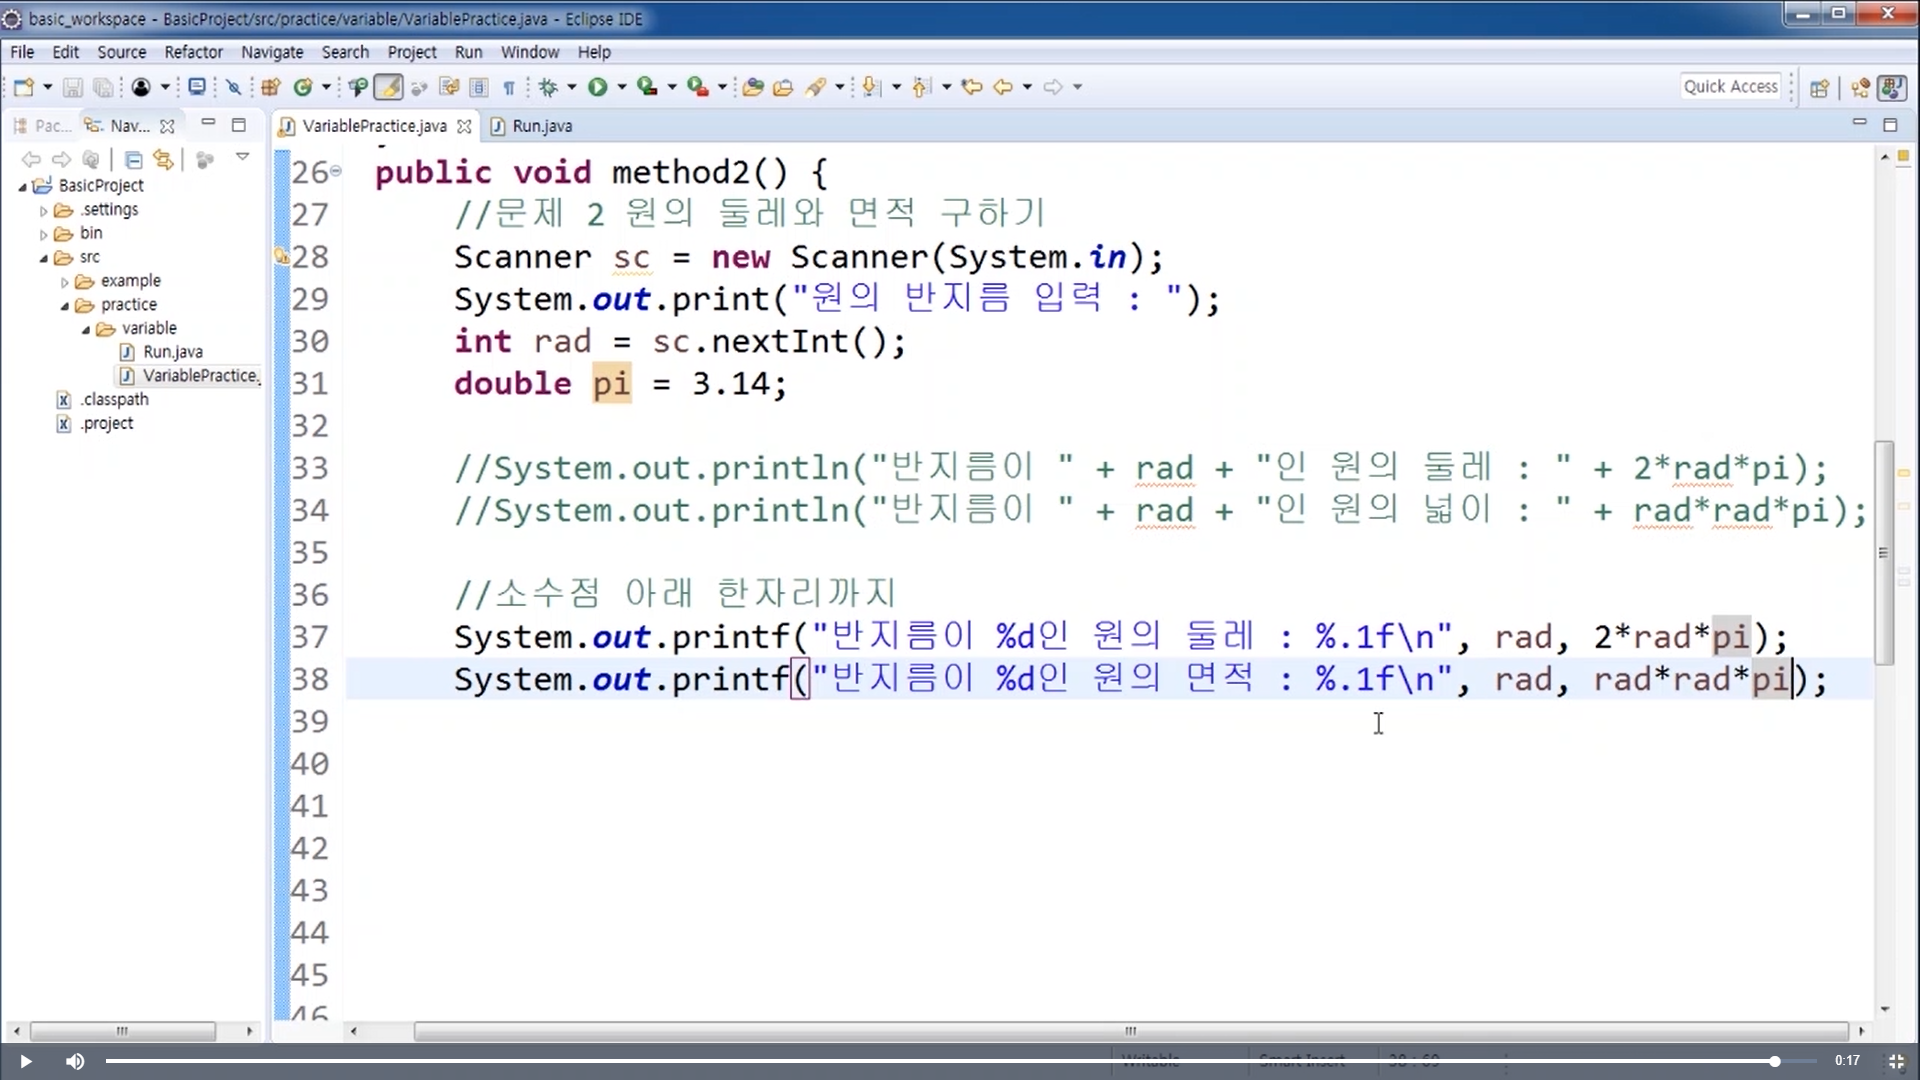 basic_workspace - BasicProject/src/practice/variable/VariablePractice.java - Eclipse IDE
File Edit Source Refactor Navigate Search Project Run Window Help
Quick Access
Pac... Nav...
VariablePractice.java Run.java
BasicProject
.settings
bin
src
example
practice
variable
Run.java
VariablePractice.
.classpath
.project
26 public void method2() {
27 //문제 2 원의 둘레와 면적 구하기
28 Scanner sc = new Scanner(System.in);
29 System.out.print("원의 반지름 입력 : ");
30 int rad = sc.nextInt();
31 double pi = 3.14;
32
33 //System.out.println("반지름이 " + rad + "인 원의 둘레 : " + 2*rad*pi);
34 //System.out.println("반지름이 " + rad + "인 원의 넓이 : " + rad*rad*pi);
35
36 //소수점 아래 한자리까지
37 System.out.printf("반지름이 %d인 원의 둘레 : %.1f\n", rad, 2*rad*pi);
38 System.out.printf("반지름이 %d인 원의 면적 : %.1f\n", rad, rad*rad*pi);
39
40
41
42
43
44
45
46
Writable Smart Insert 38 : 69
0:17